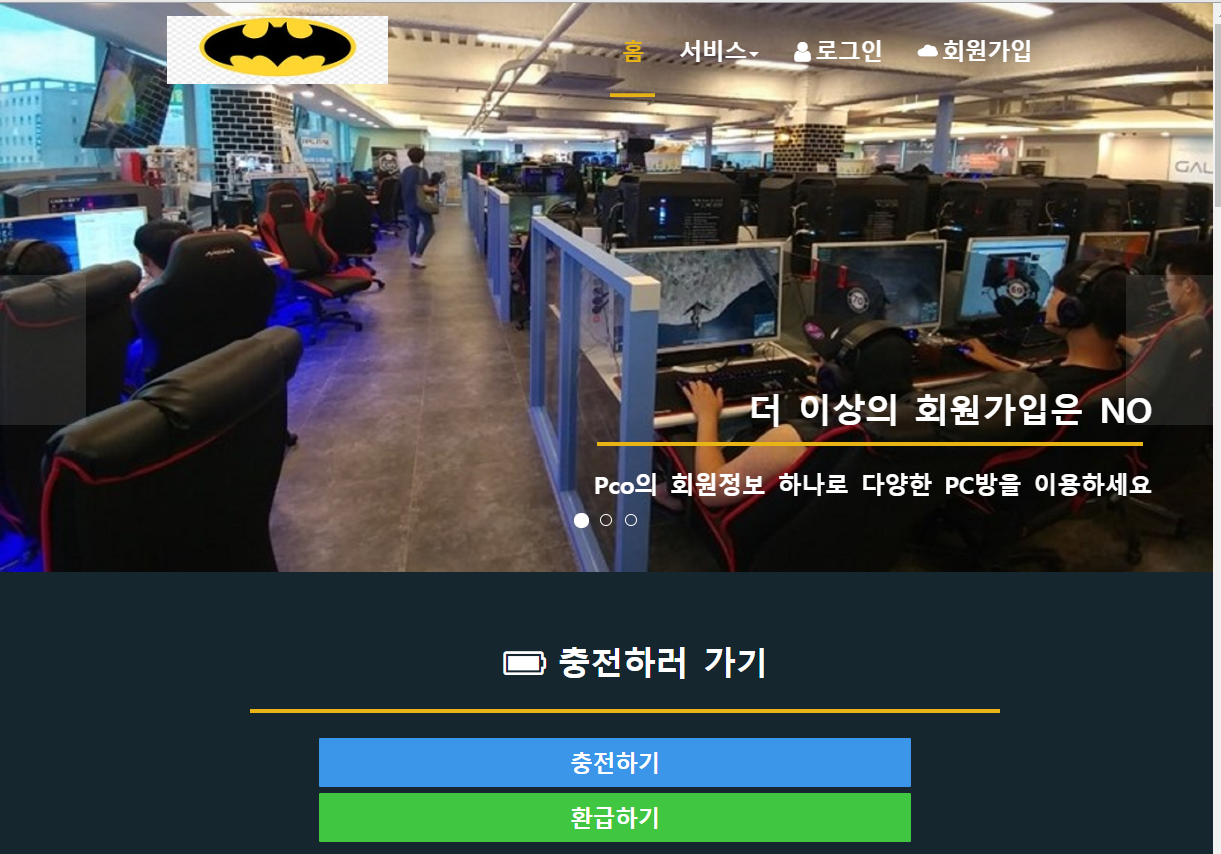 홈 서비스 로그인 회원가입
GAL
더 이상의 회원가입은 NO
Pco의 회원정보 하나로 다양한 PC방을 이용하세요
충전하러 가기
충전하기
환급하기